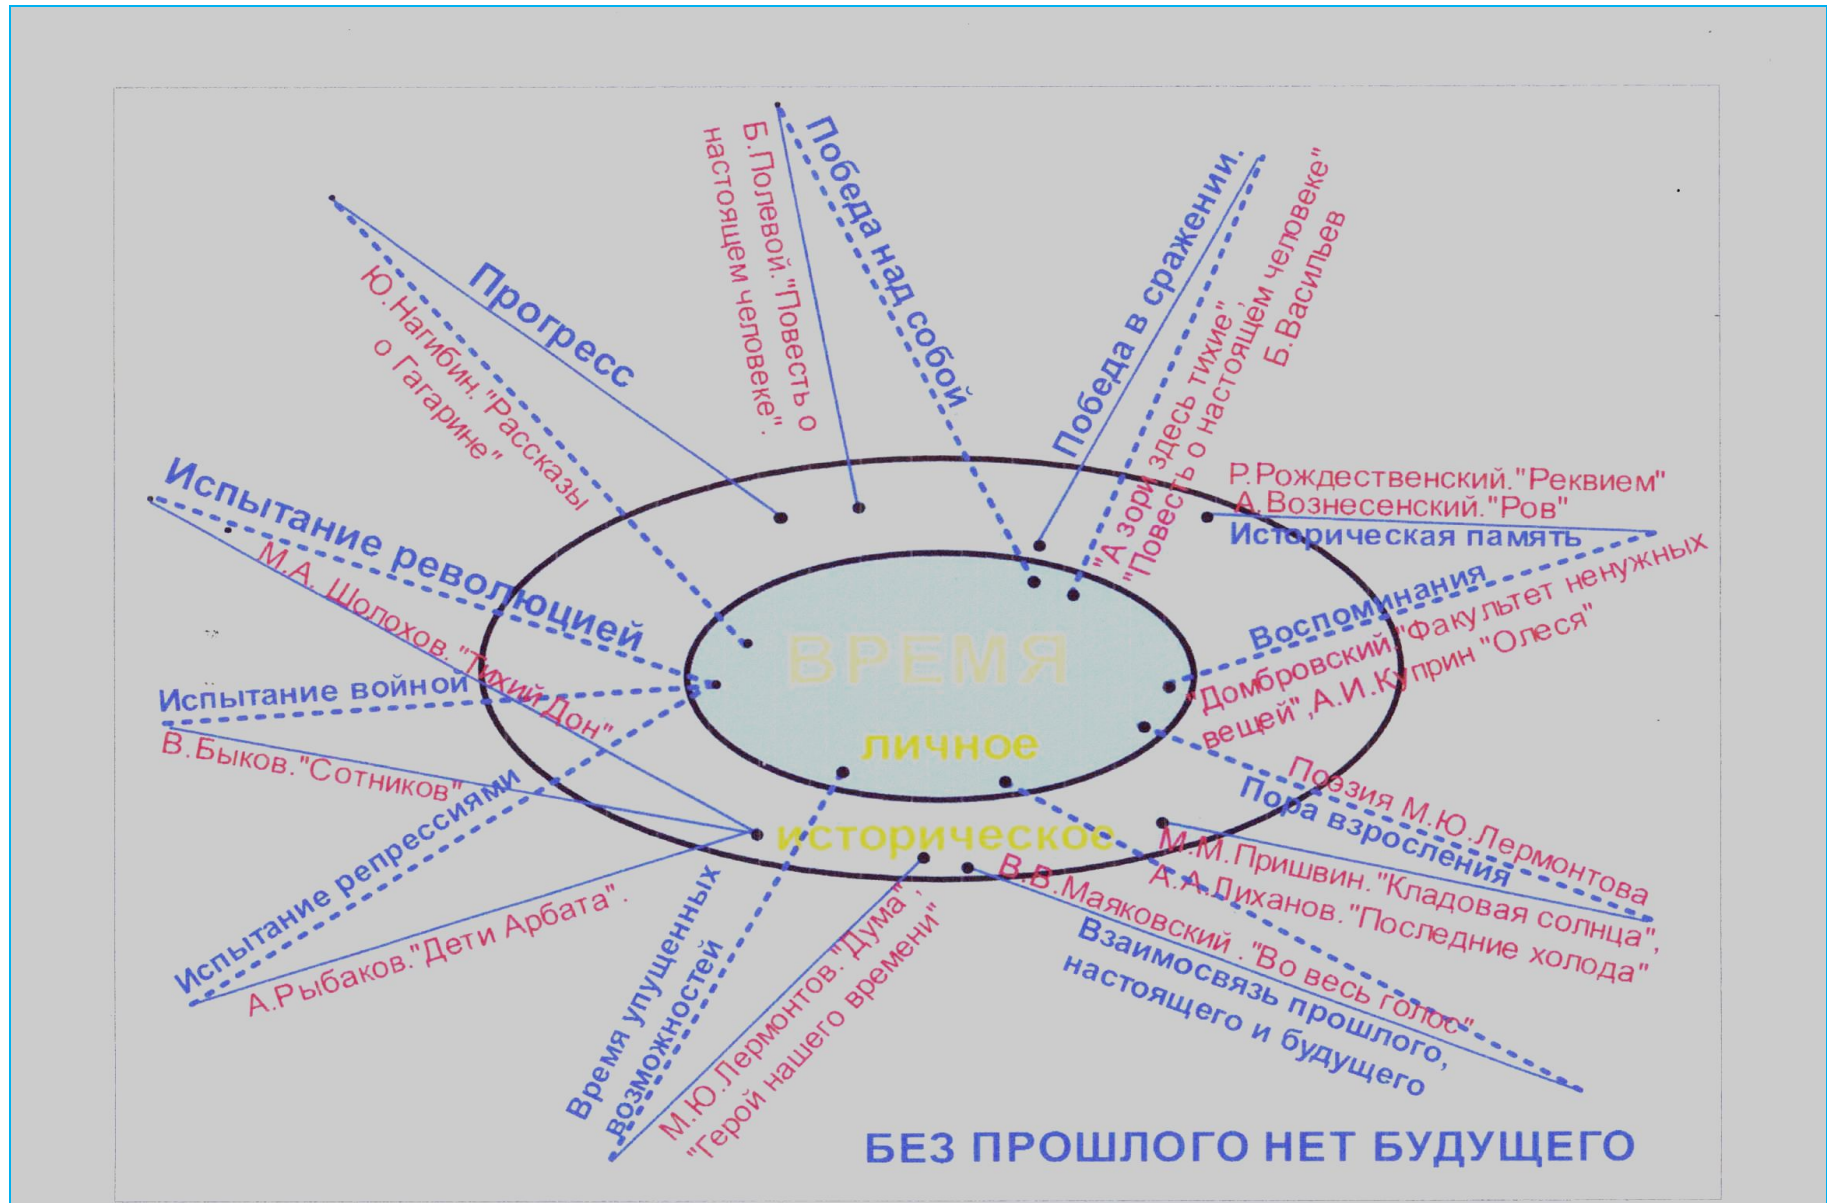 Победа над собой
Б.Полевой."Повесть о
настоящем человеке".
Победа в сражении.
"А зори здесь тихие",
"Повесть о настоящем человеке"
Б.Васильев
Прогресс
Ю.Нагибин. "Рассказы
о Гагарине"
Р.Рождественский."Реквием"
А.Вознесенский."Ров"
Историческая память
Воспоминания
"Домбровский."Факультет ненужных
вещей",А.И.Куприн "Олеся"
Испытание революцией
М.А. Шолохов. "Тихий Дон"
Испытание войной
В.Быков."Сотников"
Испытание репрессиями
А.Рыбаков."Дети Арбата".
ВРЕМЯ
личное
историческое
Поэзия М.Ю.Лермонтова
Пора взросления
М.М.Пришвин."Кладовая солнца",
А.А.Лиханов."Последние холода"
В.В.Маяковский ."Во весь голос"
Взаимосвязь прошлого,
настоящего и будущего
Время упущенных
возможностей
М.Ю.Лермонтов."Дума",
"Герой нашего времени"
БЕЗ ПРОШЛОГО НЕТ БУДУЩЕГО